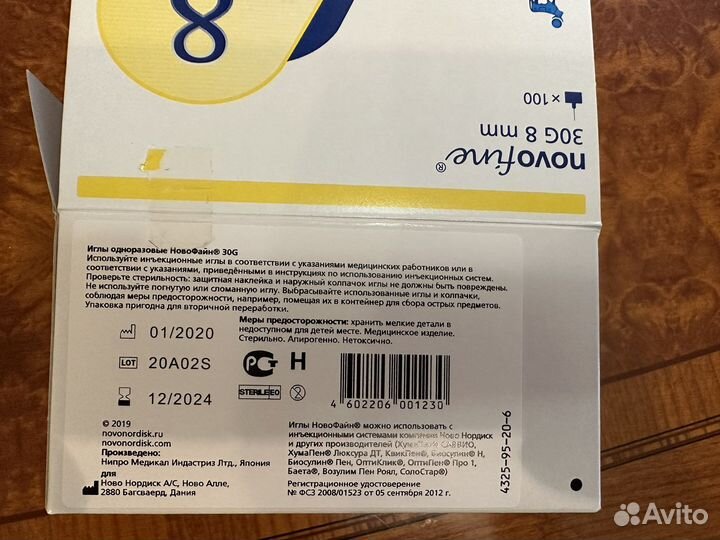 8
× 100
novofine®
30G 8 mm
Иглы одноразовые НовоФайн® 30G
Используйте инъекционные иглы в соответствии с указаниями медицинских работников или в
соответствии с указаниями, приведёнными в инструкциях по использованию инъекционных систем.
Проверьте стерильность: защитная наклейка и наружный колпачок иглы не должны быть повреждены.
Не используйте погнутую или сломанную иглу. Выбрасывайте использованные иглы и колпачки,
соблюдая меры предосторожности, например, помещая их в контейнер для сбора острых предметов.
Упаковка пригодна для вторичной переработки.
Меры предосторожности: хранить мелкие детали в
недоступном для детей месте. Медицинское изделие.
Стерильно. Апирогенно. Нетоксично.
01/2020
LOT 20A02S
12/2024
РСТ Н
STERILE EO
2
4 602206 001230
© 2019
novonordisk.ru
novonordisk.com
Произведено:
Нипро Медикал Индастриз Лтд., Япония
для
Ново Нордиск А/С, Ново Алле,
2880 Багсваерд, Дания
Иглы НовоФайн® можно использовать с
инъекционными системами компании Ново Нордиск
и других производителей (ХумаПен® САВВИО,
ХумаПен® Люксура ДТ, КвикПен®, Биосулин® Н,
Биосулин® Пен, ОптиКлик®, ОптиПен® Про 1,
Баета®, Возулим Пен Роял, СолоСтар®)
Регистрационное удостоверение
№ ФСЗ 2008/01523 от 05 сентября 2012 г.
4325-95-20-6
Avito